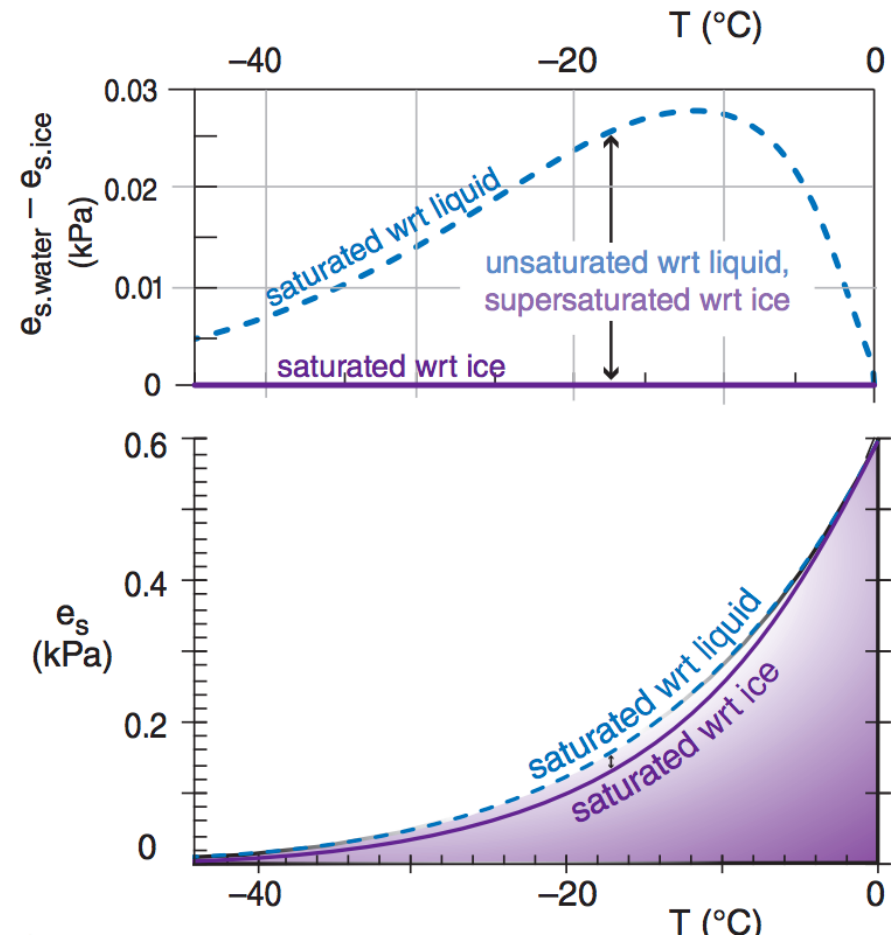 T (°C)
–40 –20 0
0.03
0.02
0.01
0
e_s.water – e_s.ice
(kPa)
saturated wrt liquid
unsaturated wrt liquid,
supersaturated wrt ice
saturated wrt ice
0.6
0.4
0.2
0
e_s
(kPa)
saturated wrt liquid
saturated wrt ice
–40 –20 0
T (°C)